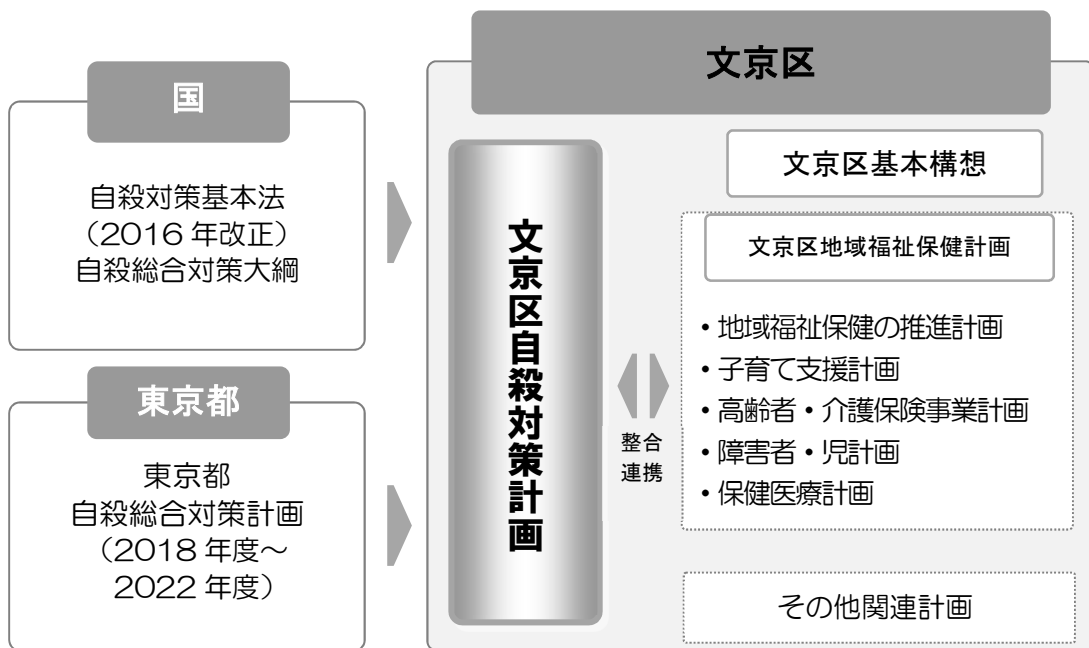 国
自殺対策基本法
（2016 年改正）
自殺総合対策大綱
東京都
東京都
自殺総合対策計画
（2018 年度～
2022 年度）
文京区
文京区自殺対策計画
整合
連携
文京区基本構想
文京区地域福祉保健計画
・地域福祉保健の推進計画
・子育て支援計画
・高齢者・介護保険事業計画
・障害者・児計画
・保健医療計画
その他関連計画